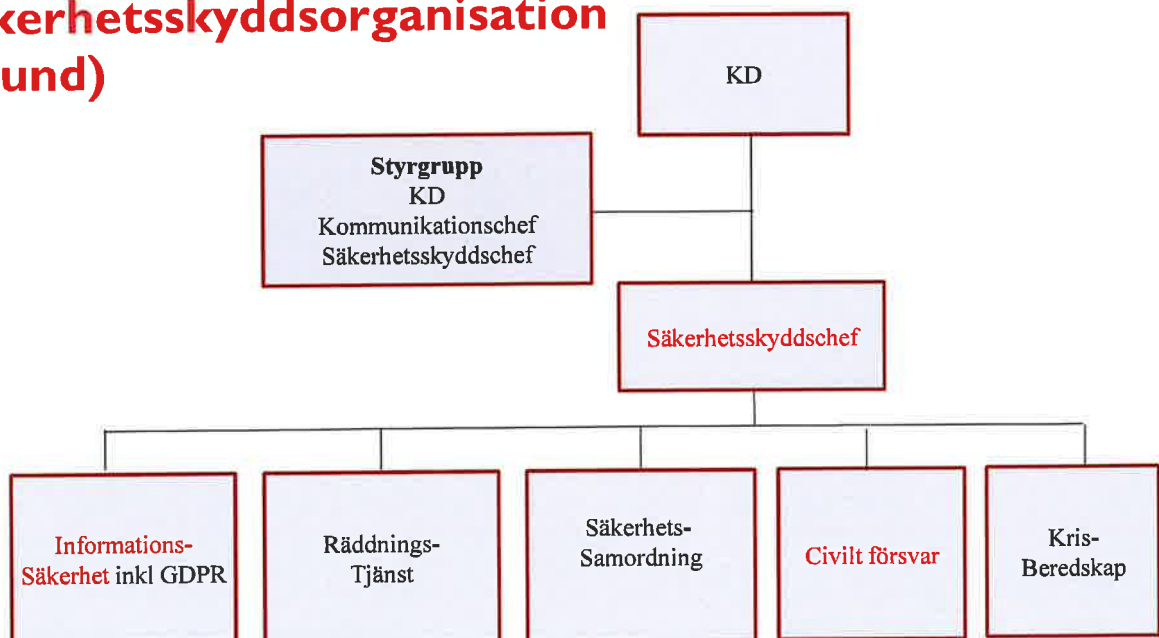 kerhetsskyddsorganisation
und)
KD
Styrgrupp
KD
Kommunikationschef
Säkerhetsskyddschef
Säkerhetsskyddschef
Informations-
Säkerhet inkl GDPR
Räddnings-
Tjänst
Säkerhets-
Samordning
Civilt försvar
Kris-
Beredskap